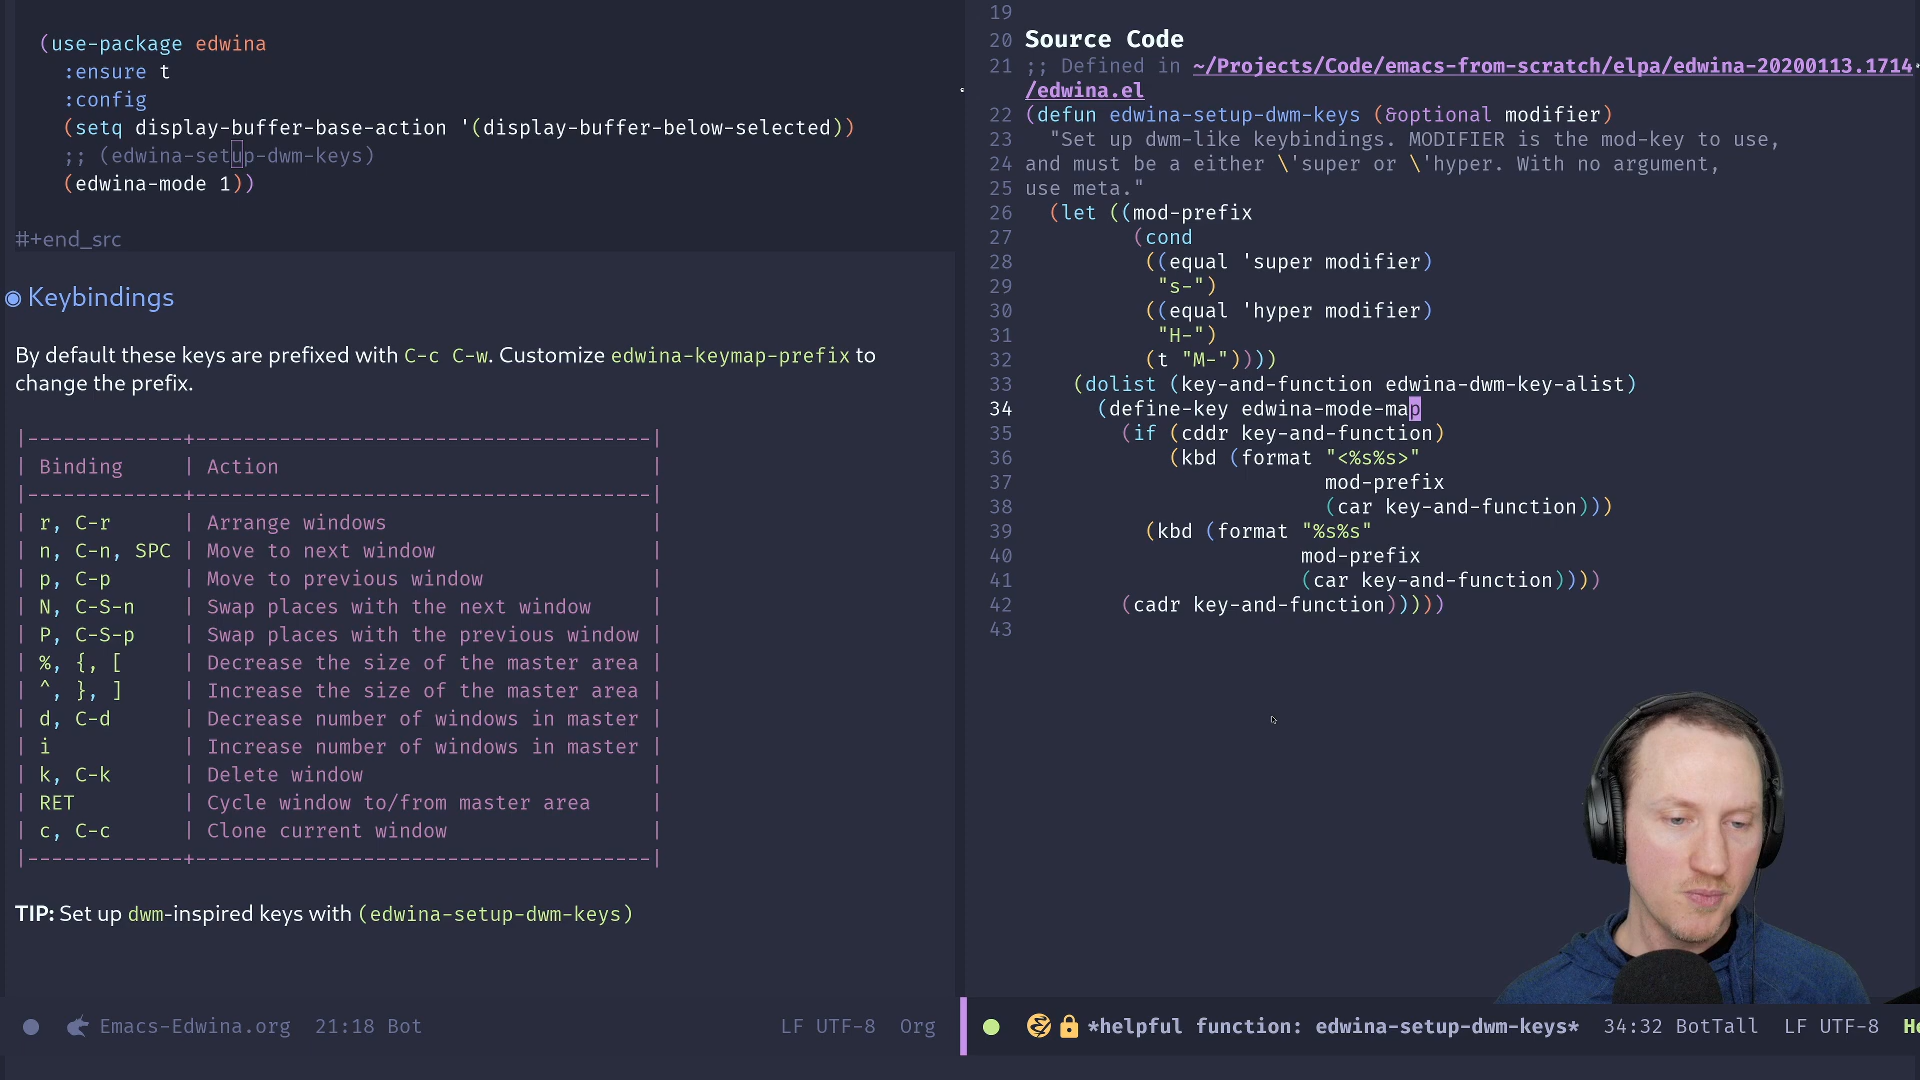 (use-package edwina
:ensure t
:config
(setq display-buffer-base-action '(display-buffer-below-selected))
;; (edwina-setup-dwm-keys)
(edwina-mode 1))
#+end_src
◉ Keybindings
By default these keys are prefixed with C-c C-w. Customize edwina-keymap-prefix to
change the prefix.
|-------------+---------------------------------------|
| Binding | Action |
|-------------+---------------------------------------|
| r, C-r | Arrange windows |
| n, C-n, SPC | Move to next window |
| p, C-p | Move to previous window |
| N, C-S-n | Swap places with the next window |
| P, C-S-p | Swap places with the previous window |
| %, {, [ | Decrease the size of the master area |
| ^, }, ] | Increase the size of the master area |
| d, C-d | Decrease number of windows in master |
| i | Increase number of windows in master |
| k, C-k | Delete window |
| RET | Cycle window to/from master area |
| c, C-c | Clone current window |
|-------------+---------------------------------------|
TIP: Set up dwm-inspired keys with (edwina-setup-dwm-keys)
Emacs-Edwina.org 21:18 Bot LF UTF-8 Org
19
20 Source Code
21 ;; Defined in ~/Projects/Code/emacs-from-scratch/elpa/edwina-20200113.1714
/edwina.el
22 (defun edwina-setup-dwm-keys (&optional modifier)
23 "Set up dwm-like keybindings. MODIFIER is the mod-key to use,
24 and must be a either \'super or \'hyper. With no argument,
25 use meta."
26 (let ((mod-prefix
27 (cond
28 ((equal 'super modifier)
29 "s-")
30 ((equal 'hyper modifier)
31 "H-")
32 (t "M-"))))
33 (dolist (key-and-function edwina-dwm-key-alist)
34 (define-key edwina-mode-map
35 (if (cddr key-and-function)
36 (kbd (format "<%s%s>"
37 mod-prefix
38 (car key-and-function)))
39 (kbd (format "%s%s"
40 mod-prefix
41 (car key-and-function))))
42 (cadr key-and-function)))))
43
*helpful function: edwina-setup-dwm-keys* 34:32 BotTall LF UTF-8 He